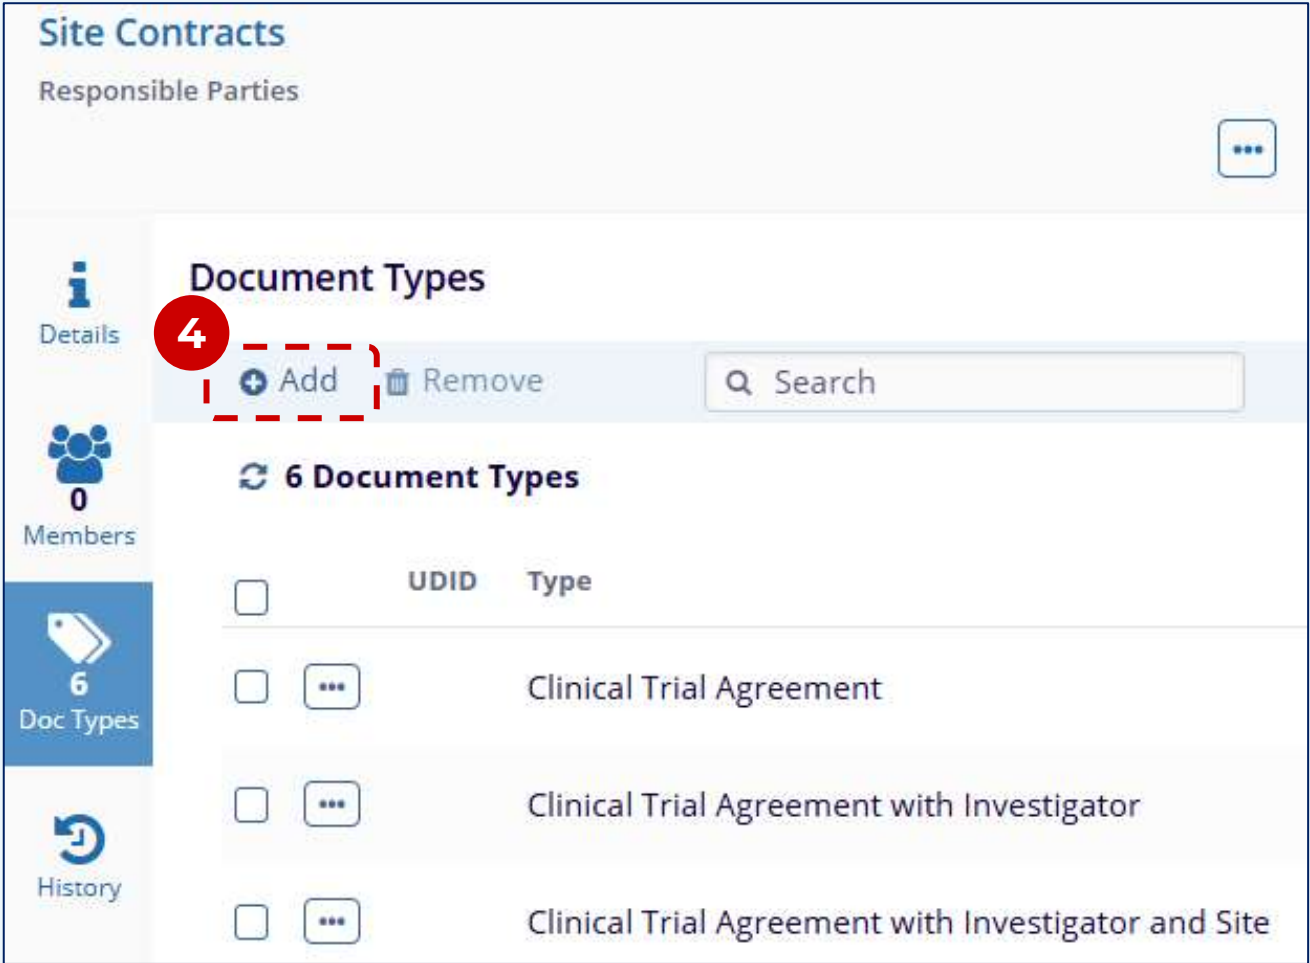 Site Contracts
Responsible Parties
Document Types
Details
4
Add Remove Search
6 Document Types
0
Members
UDID Type
6
Doc Types
Clinical Trial Agreement
Clinical Trial Agreement with Investigator
History
Clinical Trial Agreement with Investigator and Site